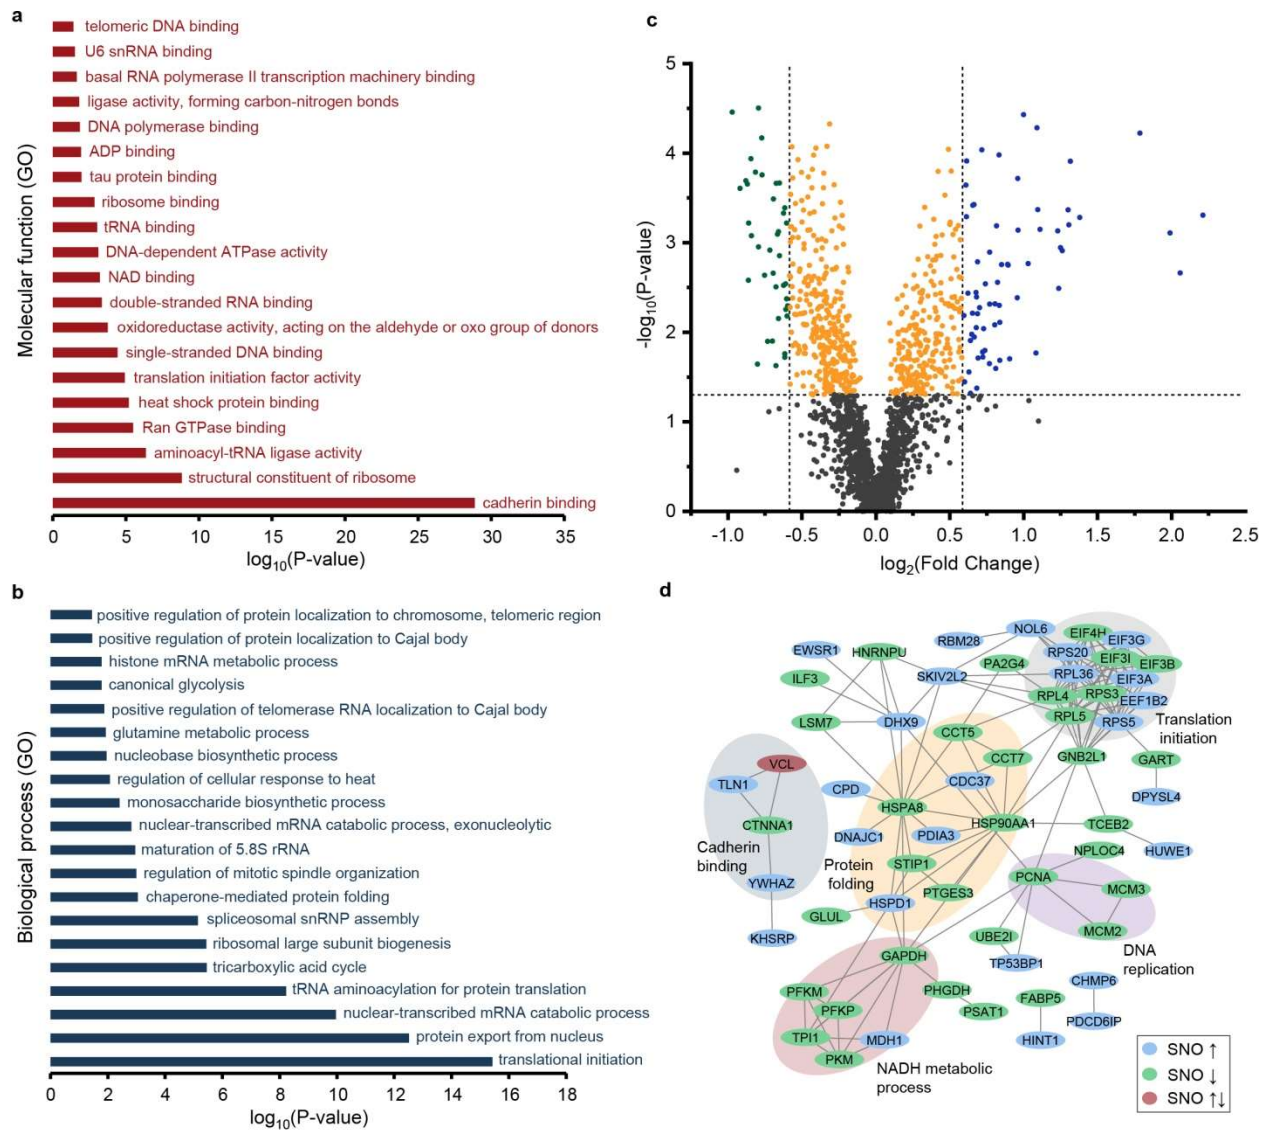 a
Molecular function (GO)
telomeric DNA binding
U6 snRNA binding
basal RNA polymerase II transcription machinery binding
ligase activity, forming carbon-nitrogen bonds
DNA polymerase binding
ADP binding
tau protein binding
ribosome binding
tRNA binding
DNA-dependent ATPase activity
NAD binding
double-stranded RNA binding
oxidoreductase activity, acting on the aldehyde or oxo group of donors
single-stranded DNA binding
translation initiation factor activity
heat shock protein binding
Ran GTPase binding
aminoacyl-tRNA ligase activity
structural constituent of ribosome
cadherin binding
0 5 10 15 20 25 30 35
log10(P-value)
b
Biological process (GO)
positive regulation of protein localization to chromosome, telomeric region
positive regulation of protein localization to Cajal body
histone mRNA metabolic process
canonical glycolysis
positive regulation of telomerase RNA localization to Cajal body
glutamine metabolic process
nucleobase biosynthetic process
regulation of cellular response to heat
monosaccharide biosynthetic process
nuclear-transcribed mRNA catabolic process, exonucleolytic
maturation of 5.8S rRNA
regulation of mitotic spindle organization
chaperone-mediated protein folding
spliceosomal snRNP assembly
ribosomal large subunit biogenesis
tricarboxylic acid cycle
tRNA aminoacylation for protein translation
nuclear-transcribed mRNA catabolic process
protein export from nucleus
translational initiation
0 2 4 6 8 10 12 14 16 18
log10(P-value)
c
-log10(P-value)
5
4
3
2
1
0
-1.0 -0.5 0.0 0.5 1.0 1.5 2.0 2.5
log2(Fold Change)
d
NOL6
EIF4H
EIF3G
RBM28
EWSR1
HNRNPU
RPS20
EIF3I
EIF3B
PA2G4
ILF3
SKIV2L2
RPL36
EIF3A
RPL4
RPS3
EEF1B2
LSM7
DHX9
RPL5
RPS5
Translation
initiation
CCT5
CCT7
GNB2L1
GART
VCL
TLN1
CPD
CDC37
DPYSL4
HSPA8
CTNNA1
DNAJC1
PDIA3
HSP90AA1
TCEB2
Cadherin
binding
Protein
folding
STIP1
NPLOC4
HUWE1
YWHAZ
PTGES3
PCNA
MCM3
HSPD1
GLUL
KHSRP
UBE2I
MCM2
DNA
replication
GAPDH
TP53BP1
PFKM
PHGDH
FABP5
CHMP6
PFKP
PSAT1
PDCD6IP
TPI1
MDH1
HINT1
PKM
NADH metabolic
process
SNO ↑
SNO ↓
SNO ↑↓